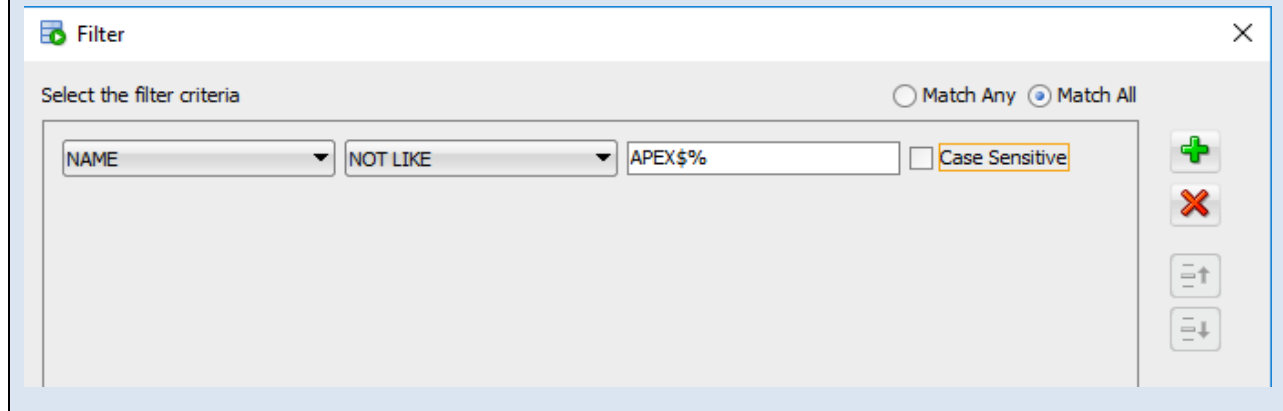 Filter
Select the filter criteria Match Any Match All
NAME NOT LIKE APEX$% Case Sensitive